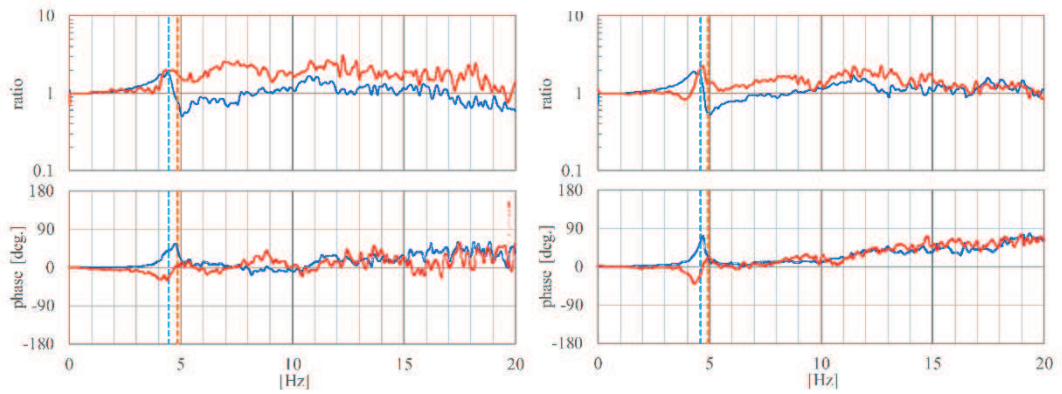 10 10
ratio 1 ratio 1
0.1 0.1
180 180
90 90
phase [deg.] 0 phase [deg.] 0
-90 -90
-180 -180
0 5 10 15 20 0 5 10 15 20
[Hz] [Hz]